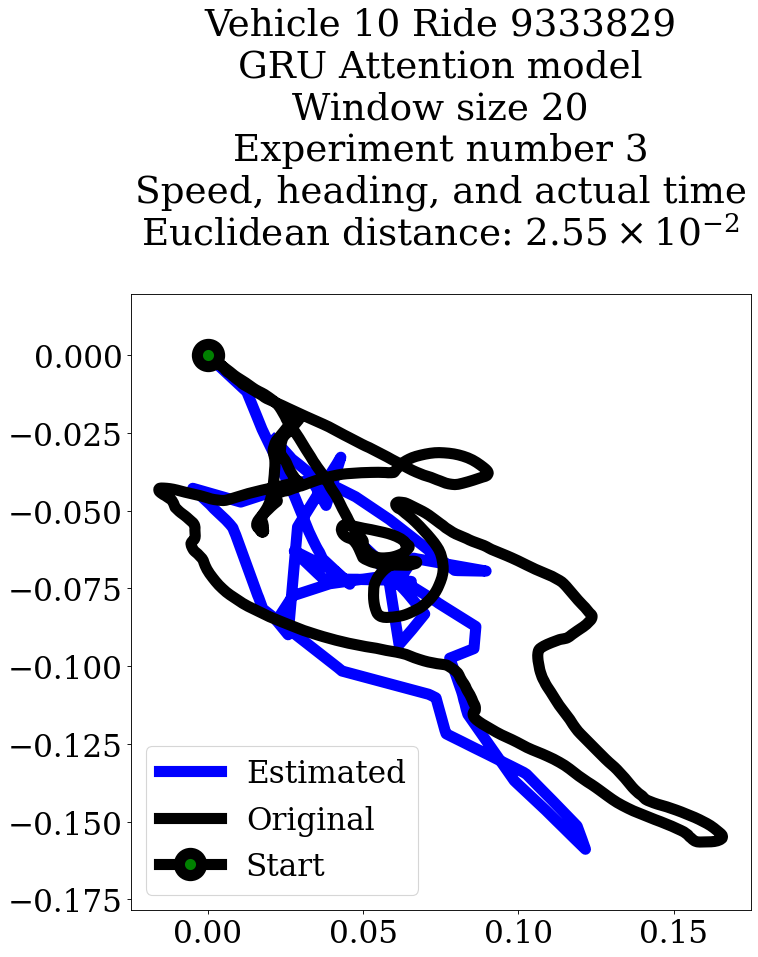 Vehicle 10 Ride 9333829
GRU Attention model
Window size 20
Experiment number 3
Speed, heading, and actual time
Euclidean distance: 2.55 × 10⁻²
0.000
−0.025
−0.050
−0.075
−0.100
−0.125
−0.150
−0.175
Estimated
Original
Start
0.00 0.05 0.10 0.15